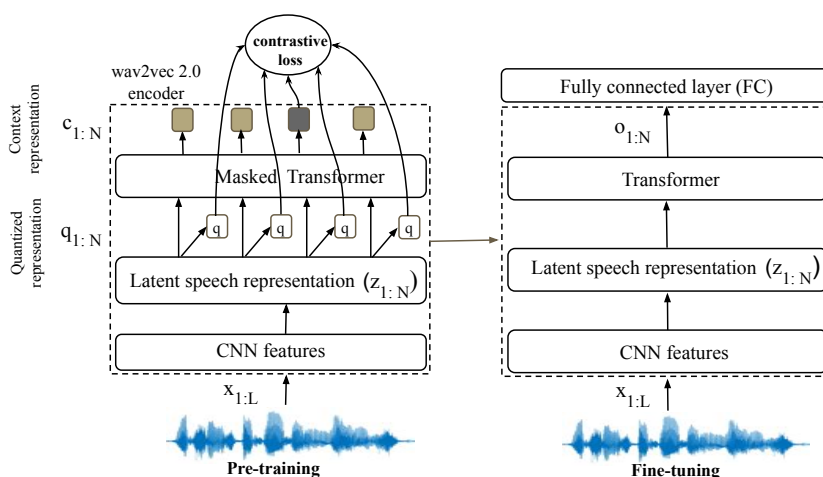 contrastive
loss
wav2vec 2.0
encoder
Context
representation
c1: N
Masked Transformer
Quantized
representation
q1: N
q
q
q
q
Latent speech representation (z1: N)
CNN features
x1:L
Pre-training
Fully connected layer (FC)
o1:N
Transformer
Latent speech representation (z1: N)
CNN features
x1:L
Fine-tuning